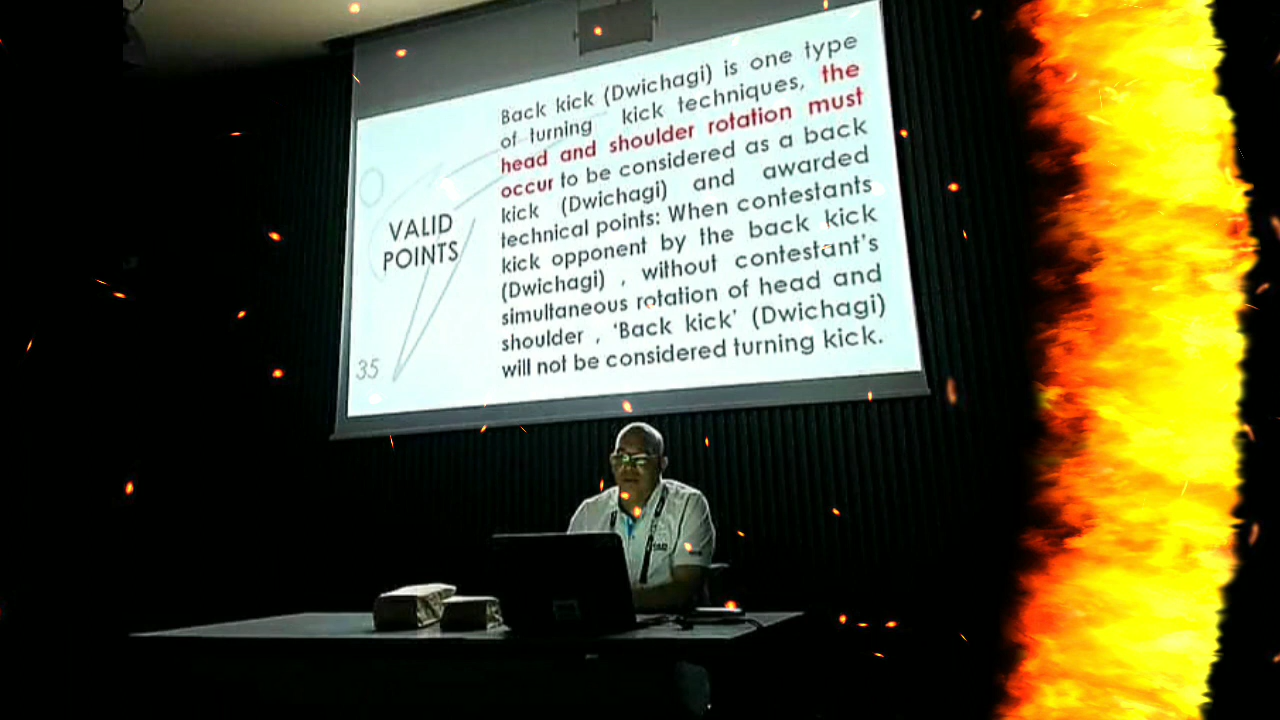 Back kick (Dwichagi) is one type
of turning kick techniques, the
head and shoulder rotation must
occur to be considered as a back
kick (Dwichagi) and awarded
technical points: When contestants
kick opponent by the back kick
(Dwichagi) , without contestant's
simultaneous rotation of head and
shoulder , 'Back kick' (Dwichagi)
will not be considered turning kick.
VALID
POINTS
35